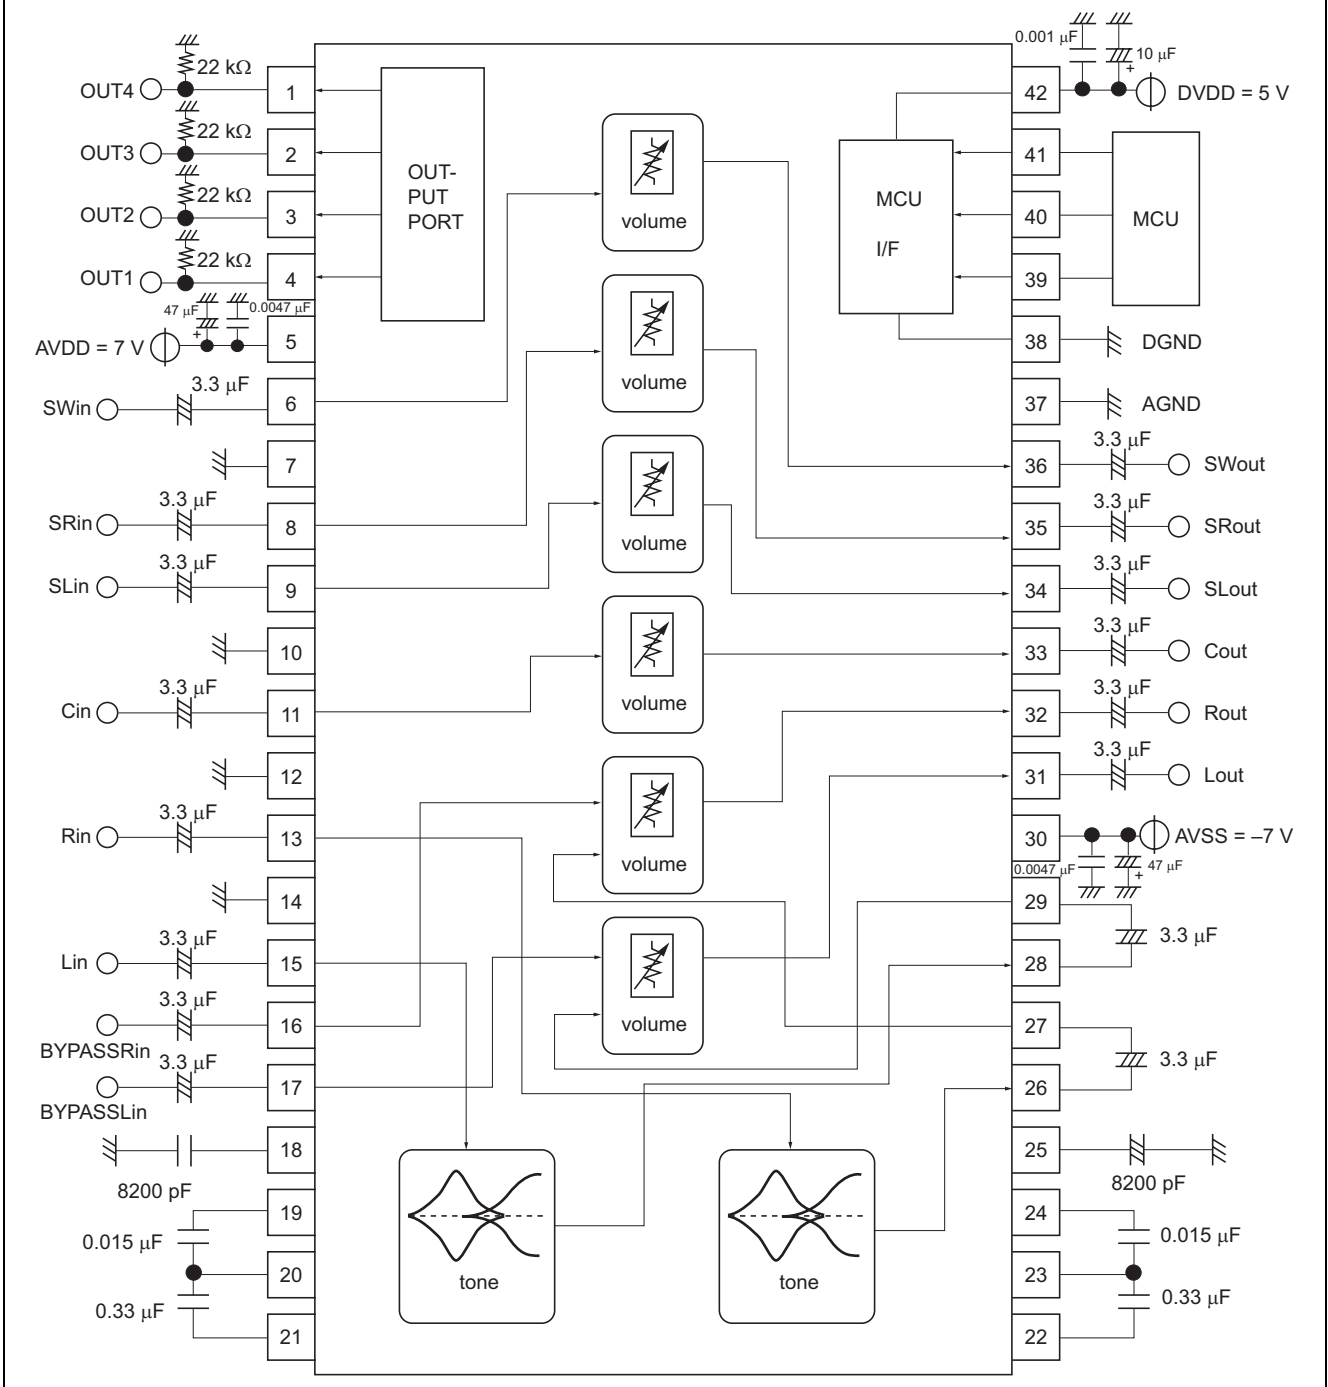 0.001 µF
10 µF
22 kΩ
OUT4
1
42
DVDD = 5 V
22 kΩ
OUT3
2
41
22 kΩ
OUT2
3
40
22 kΩ
OUT1
4
39
OUT-
PUT
PORT
MCU
I/F
MCU
47 µF
+
0.0047 µF
+
AVDD = 7 V
5
38
DGND
3.3 µF
SWin
6
37
AGND
7
3.3 µF
36
SWout
3.3 µF
SRin
8
3.3 µF
35
SRout
3.3 µF
SLin
9
3.3 µF
34
SLout
10
3.3 µF
33
Cout
3.3 µF
Cin
11
3.3 µF
32
Rout
12
3.3 µF
31
Lout
3.3 µF
Rin
13
30
AVSS = –7 V
0.0047 µF
47 µF
+
14
29
3.3 µF
3.3 µF
Lin
15
28
3.3 µF
16
BYPASSRin
27
3.3 µF
3.3 µF
17
BYPASSLin
26
18
8200 pF
25
8200 pF
19
0.015 µF
24
0.015 µF
20
0.33 µF
23
0.33 µF
21
22
volume
volume
volume
volume
volume
volume
tone
tone